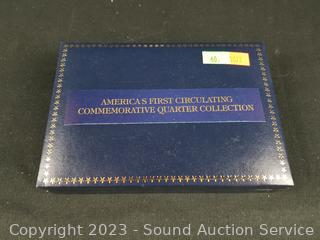 AMERICA'S FIRST CIRCULATING
COMMEMORATIVE QUARTER COLLECTION
Copyright 2023 - Sound Auction Service